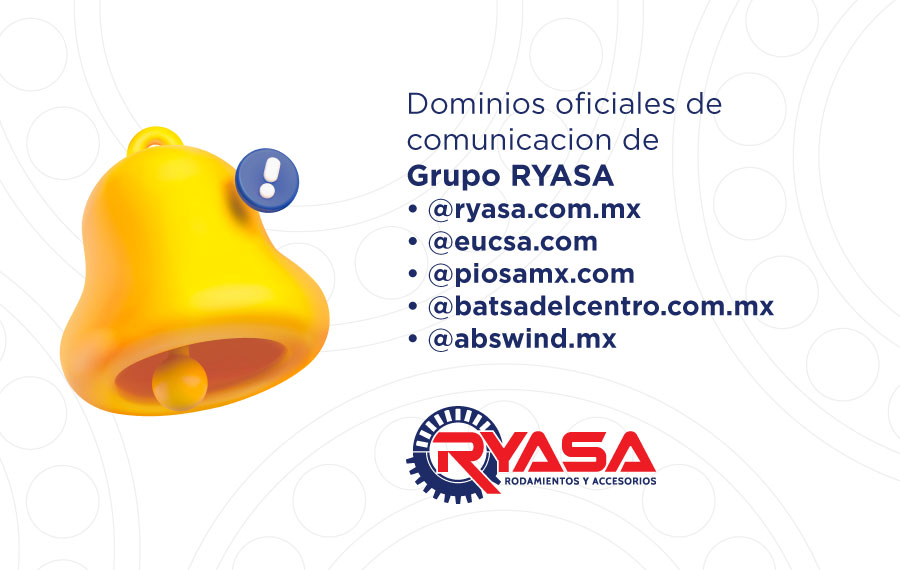 Dominios oficiales de
comunicacion de
Grupo RYASA
• @ryasa.com.mx
• @eucsa.com
• @piosamx.com
• @batsadelcentro.com.mx
• @abswind.mx
RYASA
RODAMIENTOS Y ACCESORIOS